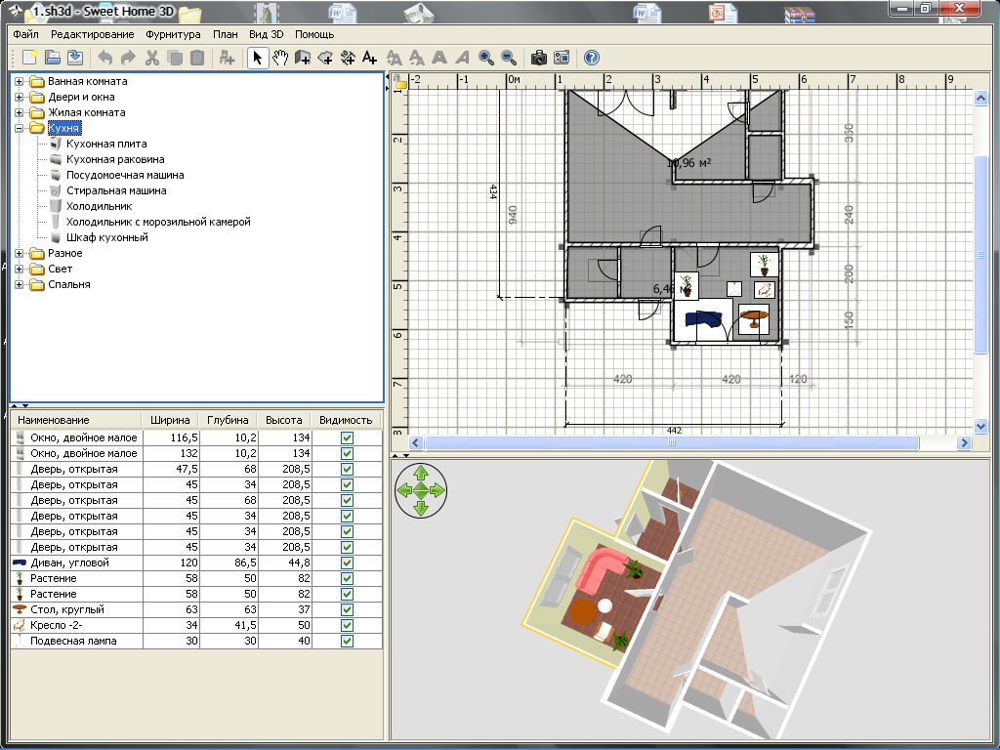 1.sh3d - Sweet Home 3D
Файл Редактирование Фурнитура План Вид 3D Помощь
Ванная комната
Двери и окна
Жилая комната
Кухня
Кухонная плита
Кухонная раковина
Посудомоечная машина
Стиральная машина
Холодильник
Холодильник с морозильной камерой
Шкаф кухонный
Разное
Свет
Спальня
Наименование Ширина Глубина Высота Видимость
Окно, двойное малое 116,5 10,2 134
Окно, двойное малое 132 10,2 134
Дверь, открытая 47,5 68 208,5
Дверь, открытая 45 34 208,5
Дверь, открытая 45 68 208,5
Дверь, открытая 45 34 208,5
Дверь, открытая 45 34 208,5
Дверь, открытая 45 34 208,5
Диван, угловой 120 86,5 44,8
Растение 58 50 82
Растение 58 50 82
Стол, круглый 63 63 37
Кресло -2- 34 41,5 50
Подвесная лампа 30 30 40
-2 -1 0м 1 2 3 4 5 6 7 8 9
1
2
3
4
5
6
7
8
434
940
350
240
200
150
420 420 120
442